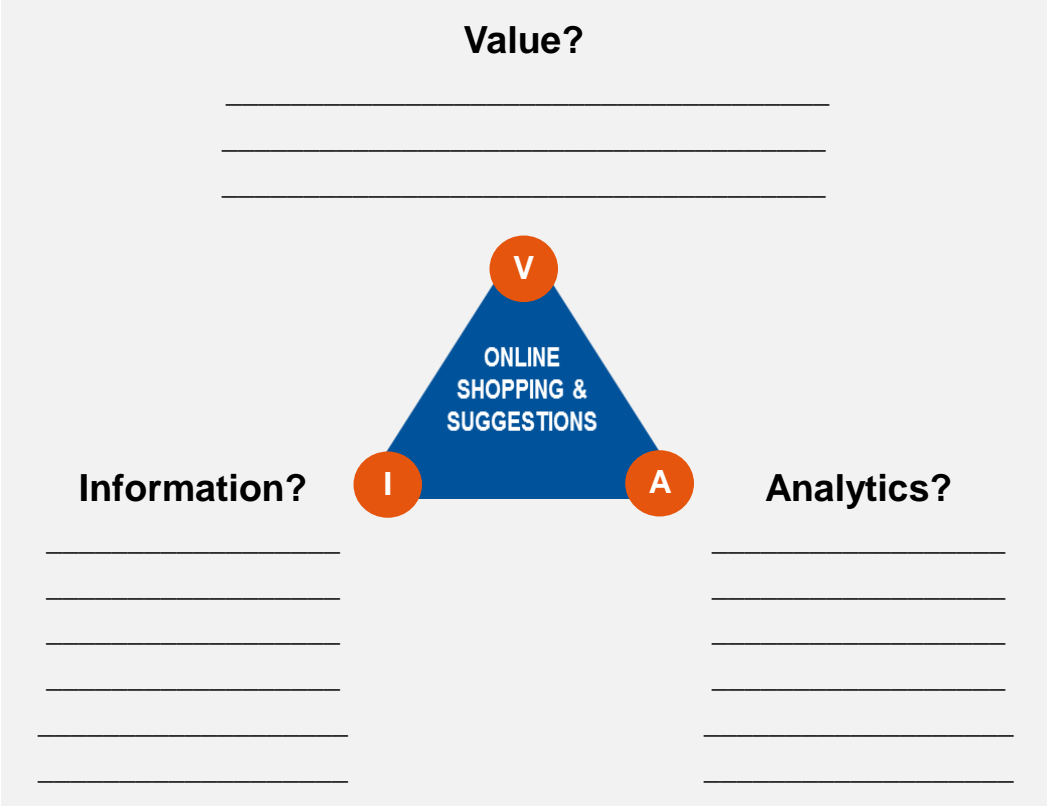 Value?
V
ONLINE
SHOPPING &
SUGGESTIONS
I
A
Information?
Analytics?